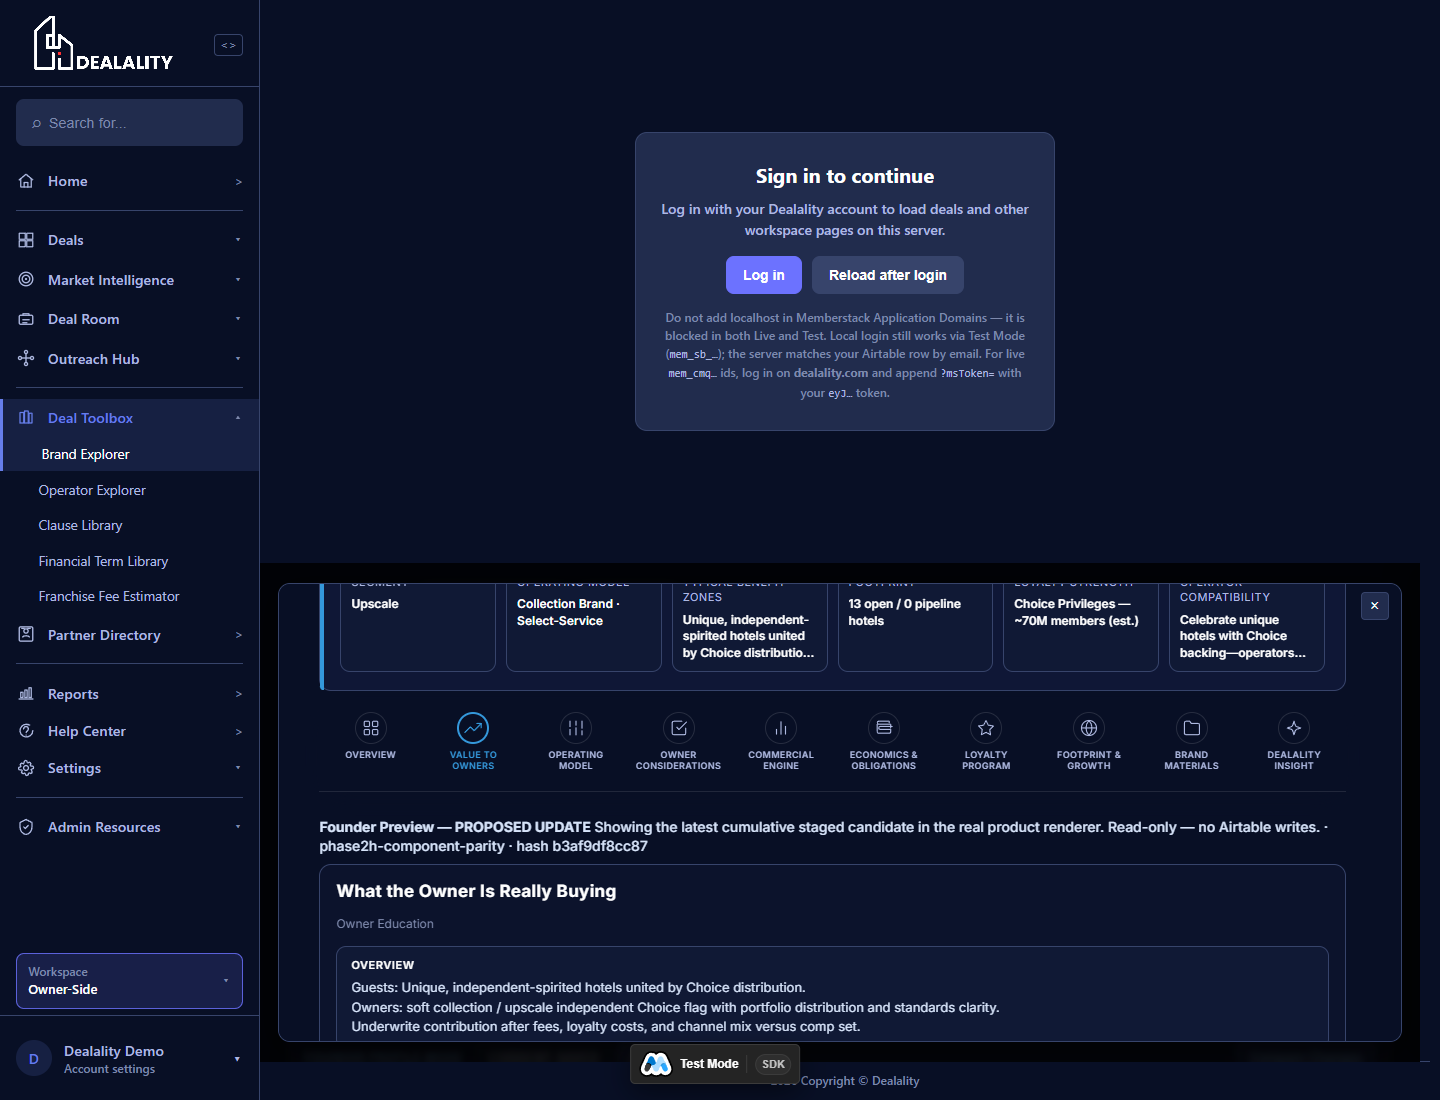 DEALALITY
<>
Search for...
Home
Deals
Market Intelligence
Deal Room
Outreach Hub
Deal Toolbox
Brand Explorer
Operator Explorer
Clause Library
Financial Term Library
Franchise Fee Estimator
Partner Directory
Reports
Help Center
Settings
Admin Resources
Workspace
Owner-Side
D
Dealality Demo
Account settings
Sign in to continue
Log in with your Dealality account to load deals and other
workspace pages on this server.
Log in
Reload after login
Do not add localhost in Memberstack Application Domains — it is
blocked in both Live and Test. Local login still works via Test Mode
(mem_sb_…); the server matches your Airtable row by email. For live
mem_cmq… ids, log in on dealality.com and append ?msToken= with
your eyJ… token.
×
SEGMENT
Upscale
OPERATING MODEL
Collection Brand ·
Select-Service
TYPICAL BENEFIT
ZONES
Unique, independent-
spirited hotels united
by Choice distributio...
FOOTPRINT
13 open / 0 pipeline
hotels
LOYALTY STRENGTH
Choice Privileges —
~70M members (est.)
OPERATOR
COMPATIBILITY
Celebrate unique
hotels with Choice
backing—operators...
OVERVIEW
VALUE TO
OWNERS
OPERATING
MODEL
OWNER
CONSIDERATIONS
COMMERCIAL
ENGINE
ECONOMICS &
OBLIGATIONS
LOYALTY
PROGRAM
FOOTPRINT &
GROWTH
BRAND
MATERIALS
DEALALITY
INSIGHT
Founder Preview — PROPOSED UPDATE Showing the latest cumulative staged candidate in the real product renderer. Read-only — no Airtable writes. ·
phase2h-component-parity · hash b3af9df8cc87
What the Owner Is Really Buying
Owner Education
OVERVIEW
Guests: Unique, independent-spirited hotels united by Choice distribution.
Owners: soft collection / upscale independent Choice flag with portfolio distribution and standards clarity.
Underwrite contribution after fees, loyalty costs, and channel mix versus comp set.
Test Mode
SDK
Copyright © Dealality